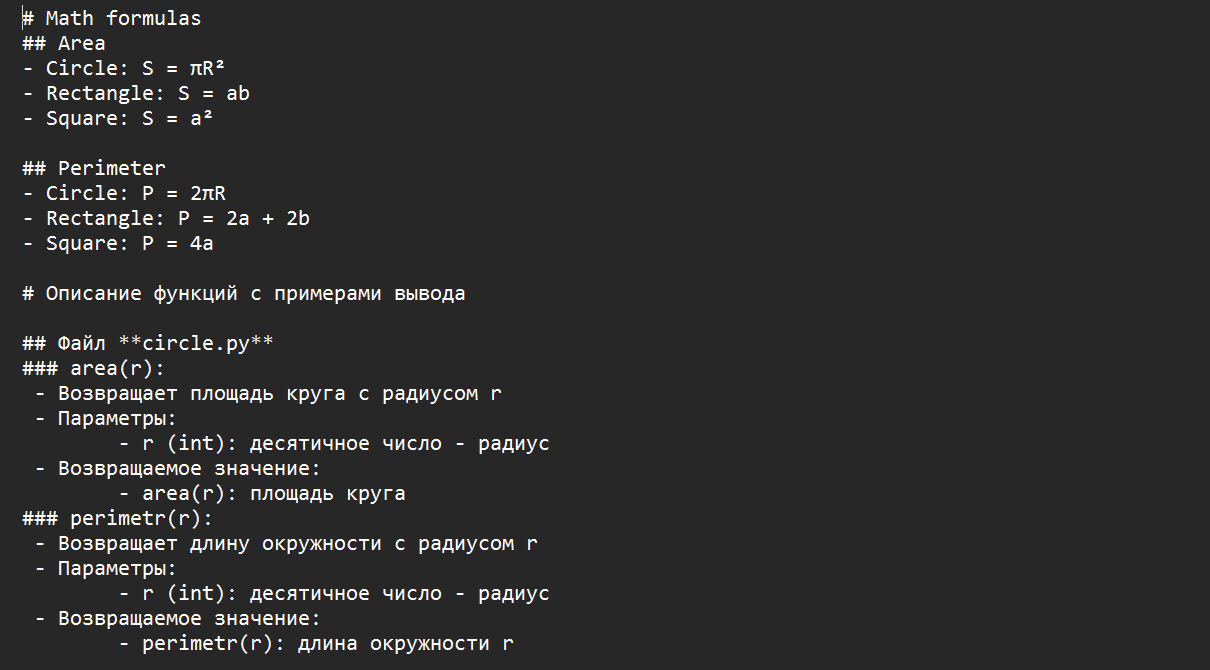 # Math formulas
## Area
- Circle: S = πR²
- Rectangle: S = ab
- Square: S = a²
## Perimeter
- Circle: P = 2πR
- Rectangle: P = 2a + 2b
- Square: P = 4a
# Описание функций с примерами вывода
## Файл **circle.py**
### area(r):
- Возвращает площадь круга с радиусом r
- Параметры:
- r (int): десятичное число - радиус
- Возвращаемое значение:
- area(r): площадь круга
### perimetr(r):
- Возвращает длину окружности с радиусом r
- Параметры:
- r (int): десятичное число - радиус
- Возвращаемое значение:
- perimetr(r): длина окружности r